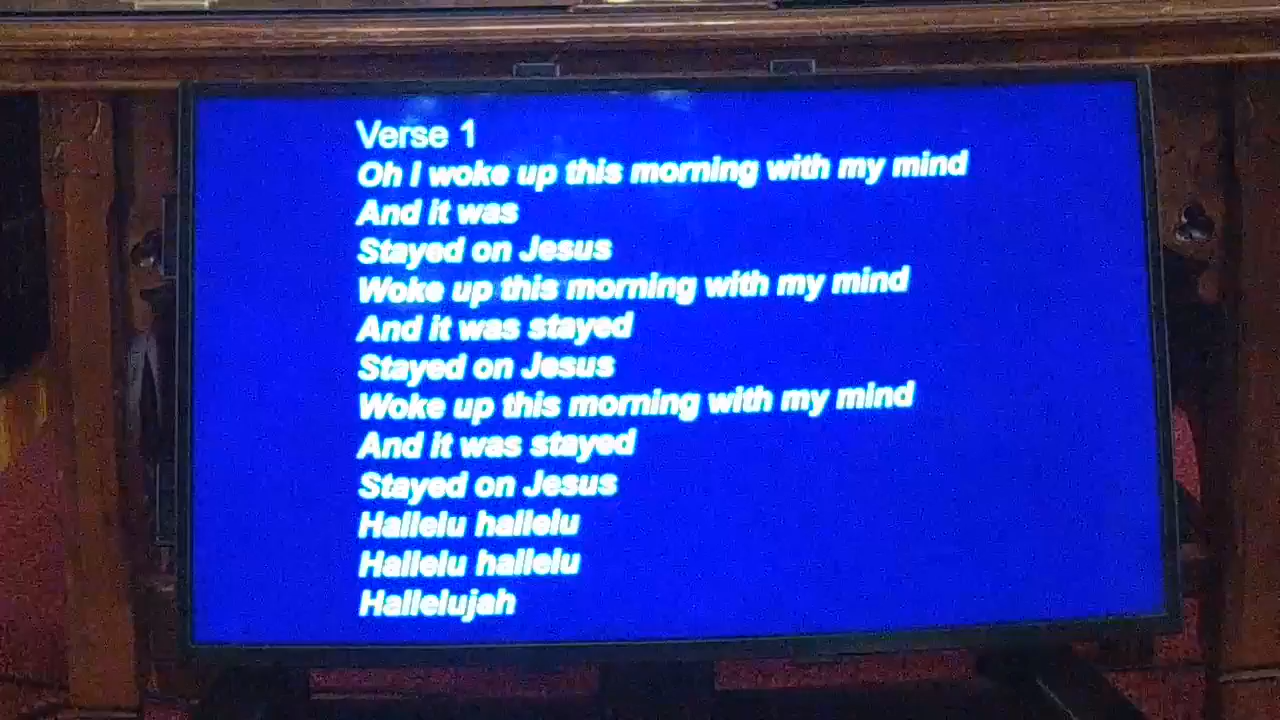 Verse 1
Oh I woke up this morning with my mind
And it was
Stayed on Jesus
Woke up this morning with my mind
And it was stayed
Stayed on Jesus
Woke up this morning with my mind
And it was stayed
Stayed on Jesus
Hallelu hallelu
Hallelu hallelu
Hallelujah